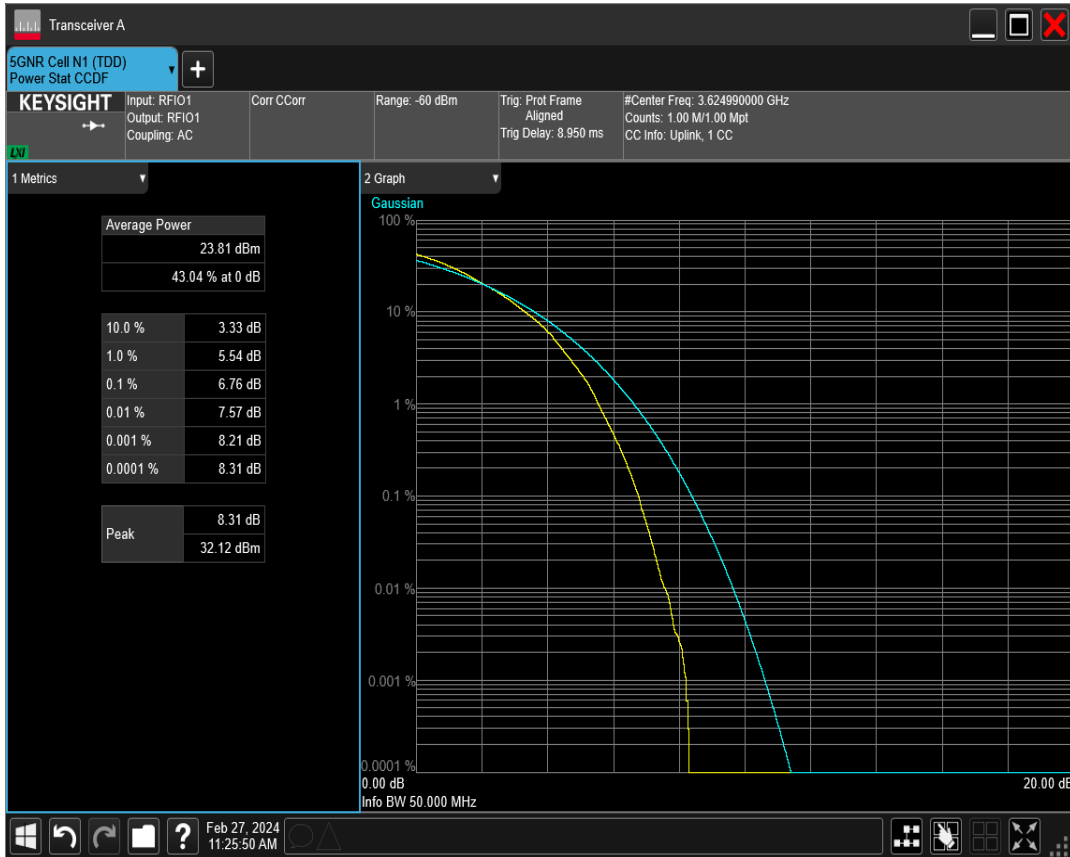 Transceiver A
5GNR Cell N1 (TDD)
Power Stat CCDF
KEYSIGHT
LXI
Input: RFIO1
Output: RFIO1
Coupling: AC
Corr CCorr
Range: -60 dBm
Trig: Prot Frame
Aligned
Trig Delay: 8.950 ms
#Center Freq: 3.624990000 GHz
Counts: 1.00 M/1.00 Mpt
CC Info: Uplink, 1 CC
1 Metrics
Average Power
23.81 dBm
43.04 % at 0 dB
10.0 % 3.33 dB
1.0 % 5.54 dB
0.1 % 6.76 dB
0.01 % 7.57 dB
0.001 % 8.21 dB
0.0001 % 8.31 dB
Peak
8.31 dB
32.12 dBm
2 Graph
Gaussian
100 %
10 %
1 %
0.1 %
0.01 %
0.001 %
0.0001 %
0.00 dB 20.00 dB
Info BW 50.000 MHz
? Feb 27, 2024
11:25:50 AM